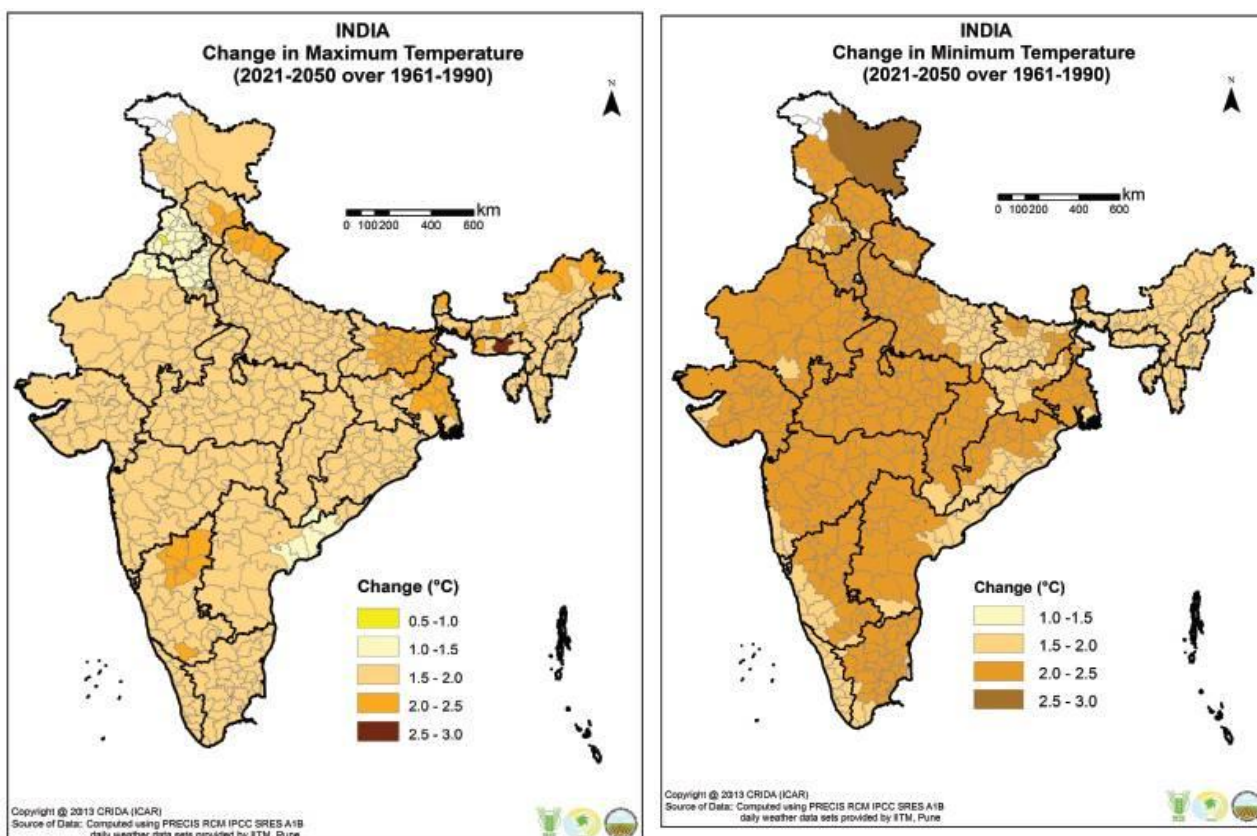 INDIA
Change in Maximum Temperature
(2021-2050 over 1961-1990)
N
km
0 100200 400 600
Change (°C)
0.5 -1.0
1.0 -1.5
1.5 - 2.0
2.0 - 2.5
2.5 - 3.0
Copyright @ 2013 CRIDA (ICAR)
Source of Data: Computed using PRECIS RCM IPCC SRES A1B
daily weather data sets provided by IITM, Pune
INDIA
Change in Minimum Temperature
(2021-2050 over 1961-1990)
N
km
0 100200 400 600
Change (°C)
1.0 -1.5
1.5 - 2.0
2.0 - 2.5
2.5 - 3.0
Copyright @ 2013 CRIDA (ICAR)
Source of Data: Computed using PRECIS RCM IPCC SRES A1B
daily weather data sets provided by IITM, Pune